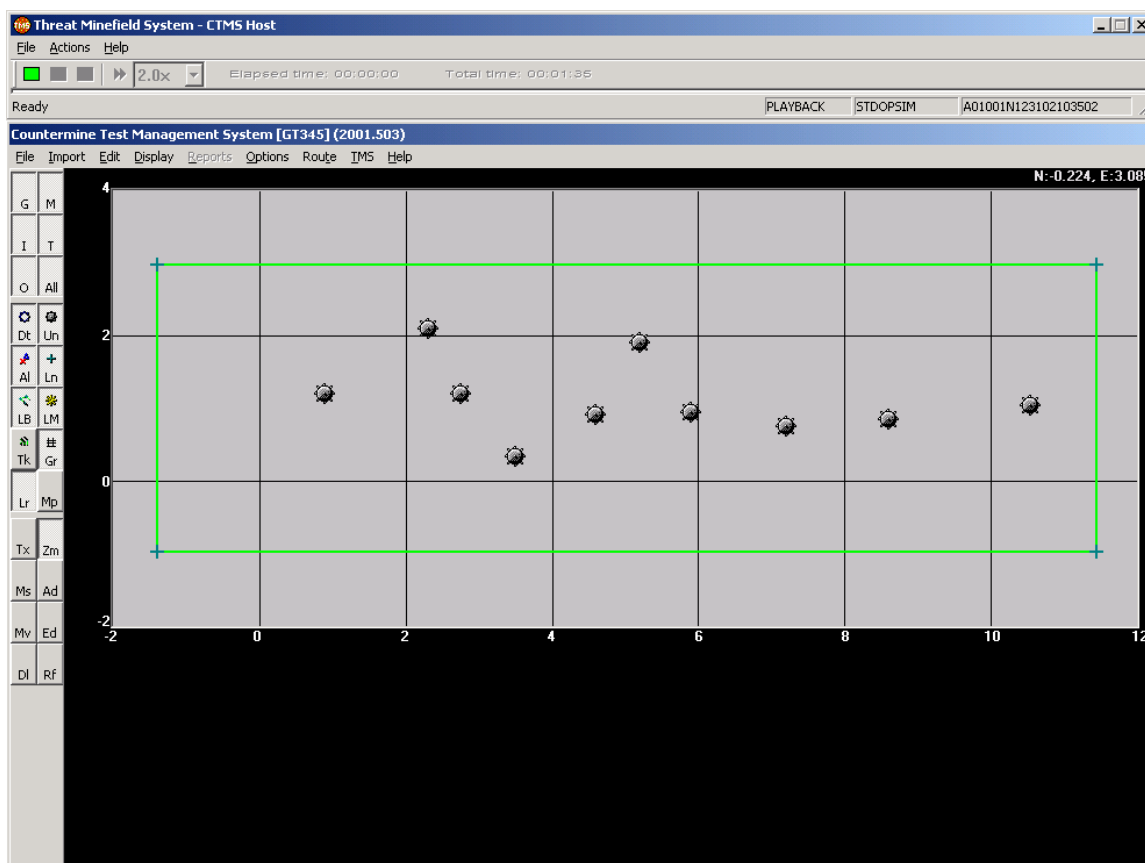 Threat Minefield System - CTMS Host
File Actions Help
2.0x Elapsed time: 00:00:00 Total time: 00:01:35
Ready PLAYBACK STDOPSIM A01001N123102103502
Countermine Test Management System [GT345] (2001.503)
File Import Edit Display Reports Options Route TMS Help
N:-0.224, E:3.089
4
G M
I T
O All
2
Dt Un
Al Ln
LB LM
Tk Gr
0
Lr Mp
Tx Zm
Ms Ad
Mv Ed
-2
-2 0 2 4 6 8 10 12
Dl Rf